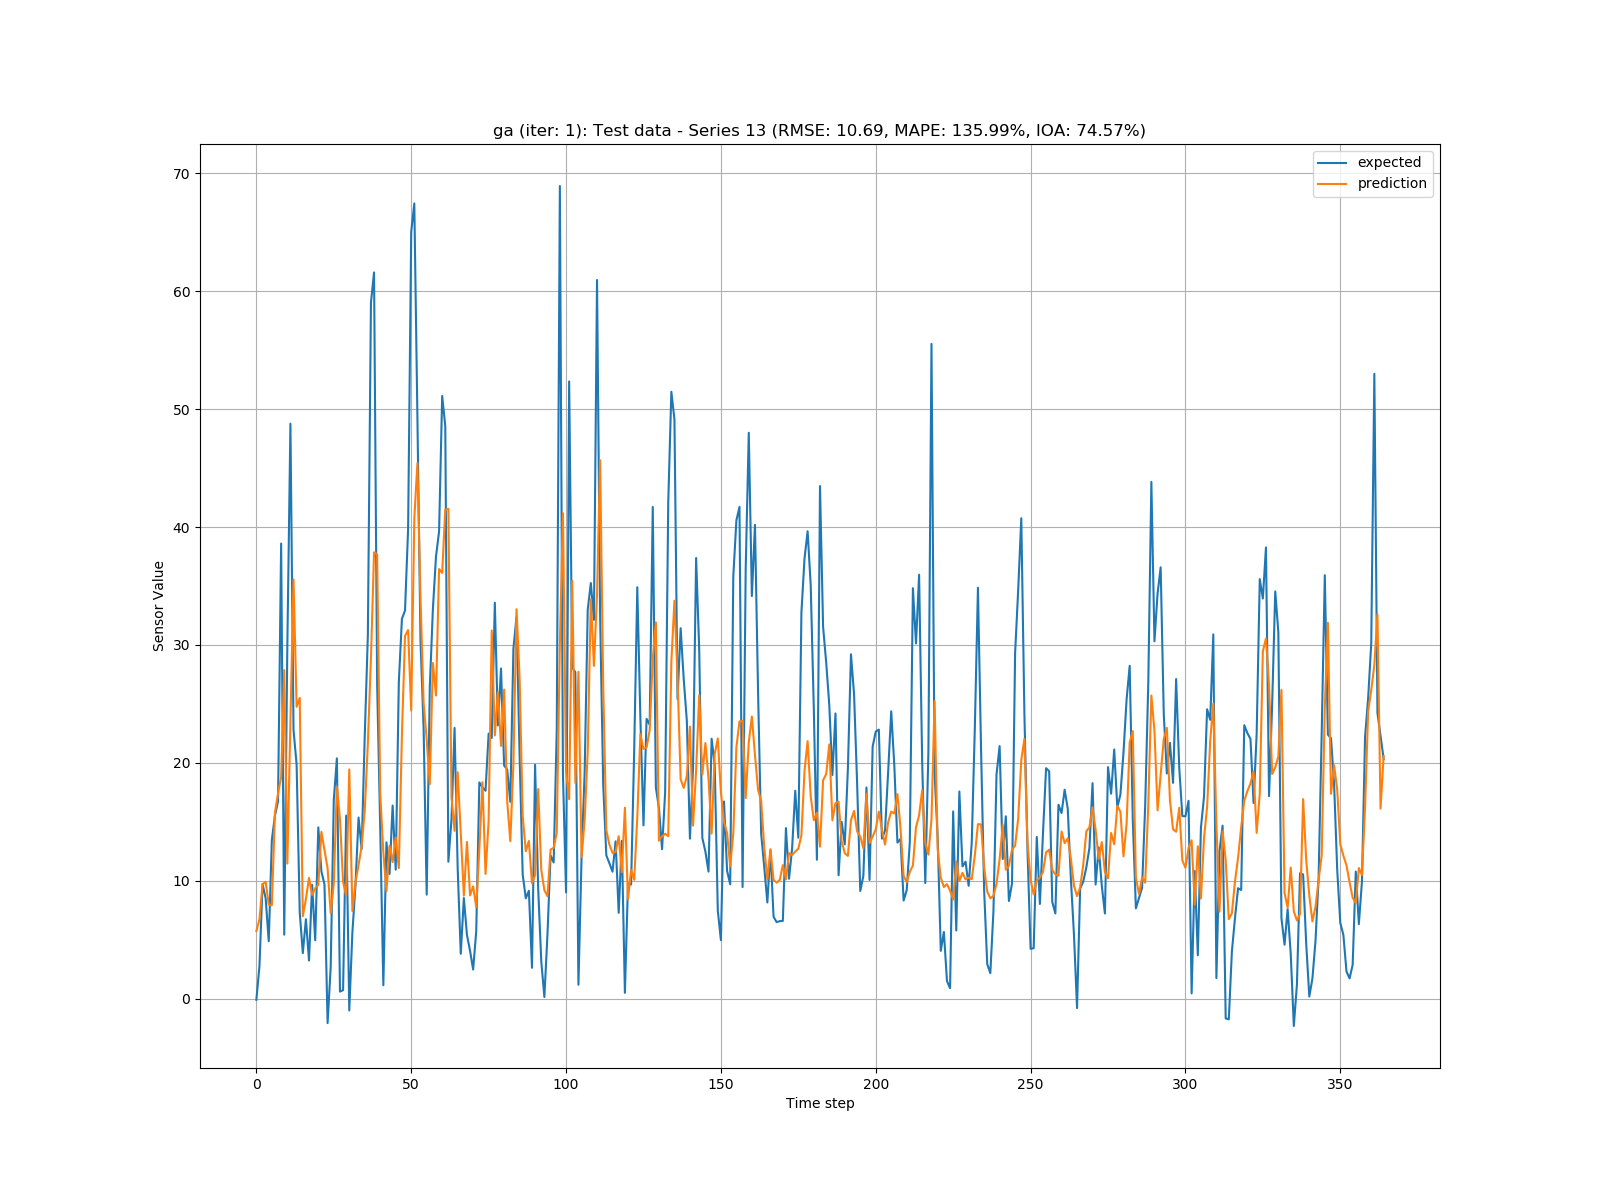 ga (iter: 1): Test data - Series 13 (RMSE: 10.69, MAPE: 135.99%, IOA: 74.57%)
expected
prediction
70
60
50
40
30
20
10
0
Sensor Value
0 50 100 150 200 250 300 350
Time step